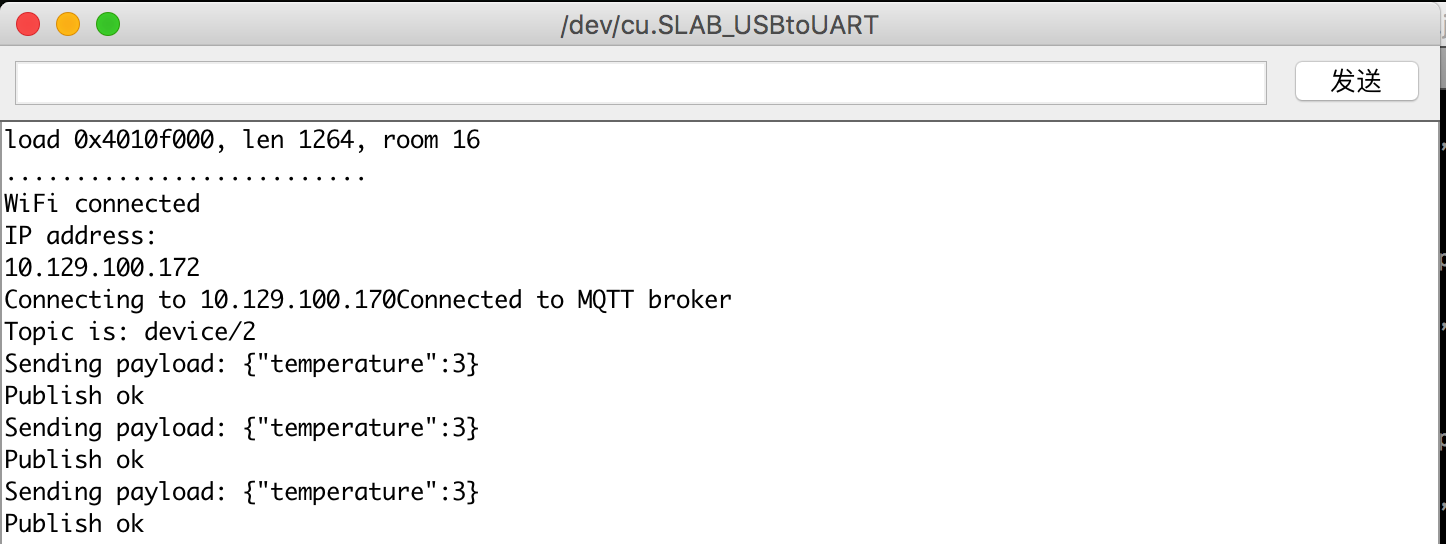 /dev/cu.SLAB_USBtoUART
发送
load 0x4010f000, len 1264, room 16
..........................
WiFi connected
IP address:
10.129.100.172
Connecting to 10.129.100.170Connected to MQTT broker
Topic is: device/2
Sending payload: {"temperature":3}
Publish ok
Sending payload: {"temperature":3}
Publish ok
Sending payload: {"temperature":3}
Publish ok